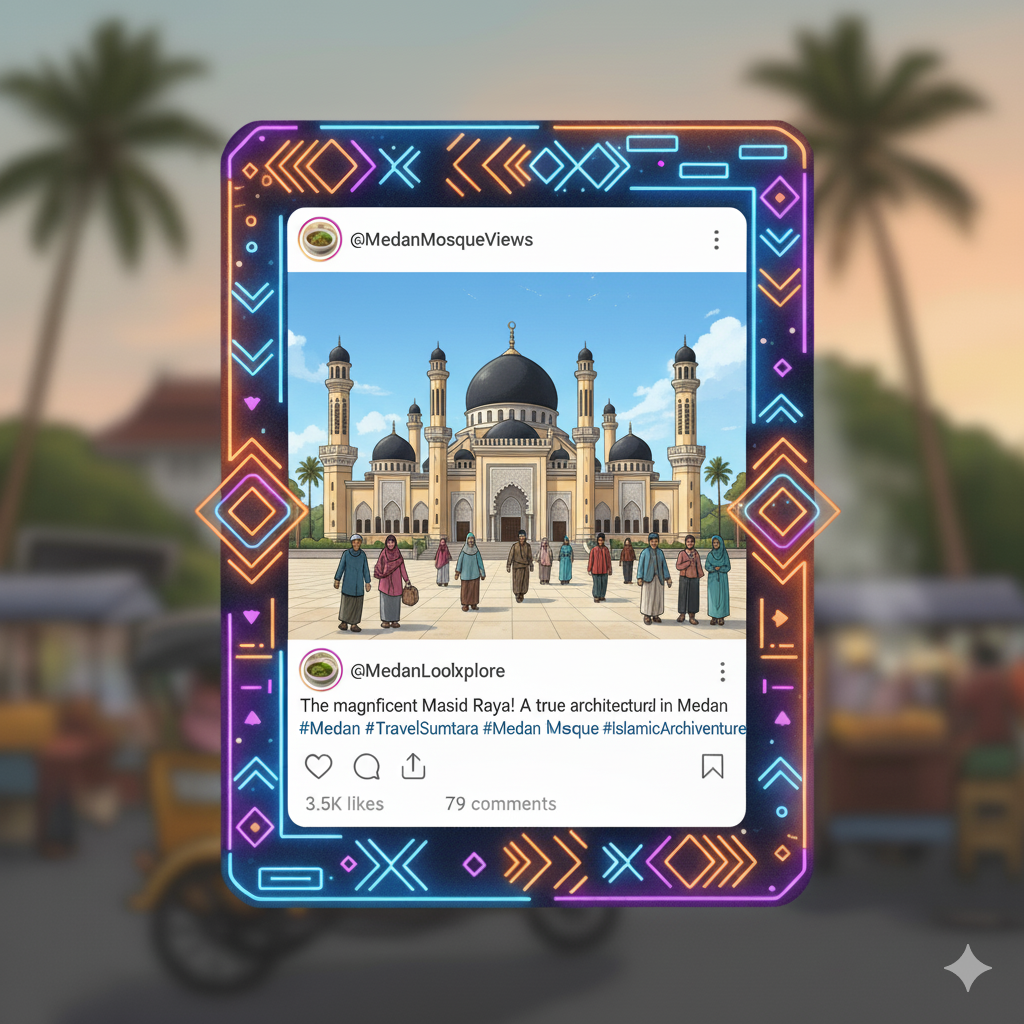 @MedanMosqueViews
@MedanLoolxplore
The magnficent Masid Raya! A true architecturd in Medan
#Medan #TravelSumtara #Medan Msque #IslamicArchiventure
3.5K likes 79 comments